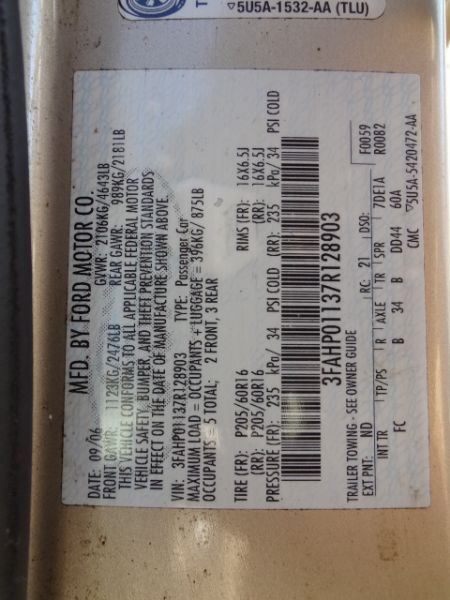 ▽5U5A-1532-AA (TLU)
MFD. BY FORD MOTOR CO.
DATE: 09/06 GVWR: 2106KG/4643LB
FRONT GAWR: 1123KG/2476LB REAR GAWR: 989KG/2181LB
THIS VEHICLE CONFORMS TO ALL APPLICABLE FEDERAL MOTOR
VEHICLE SAFETY, BUMPER, AND THEFT PREVENTION STANDARDS
IN EFFECT ON THE DATE OF MANUFACTURE SHOWN ABOVE.
VIN: 3FAHP01137R128903 TYPE: Passenger Car
MAXIMUM LOAD = OCCUPANTS + LUGGAGE = 396KG/ 875LB
OCCUPANTS: = 5 TOTAL; 2 FRONT, 3 REAR
TIRE (FR): P205/60R16 RIMS (FR): 16X6.5J
(RR): P205/60R16 (RR): 16X6.5J
PRESSURE (FR): 235 kPa/ 34 PSI COLD (RR): 235 kPa/ 34 PSI COLD
3FAHP01137R128903
TRAILER TOWING - SEE OWNER GUIDE F0059
EXT PNT: ND RC: 21 DSO: R0082
INT TR TP/PS R AXLE TR SPR 7DE1A
FC B 34 B DD44 60A
CMC ▽5U5A-5420472-AA